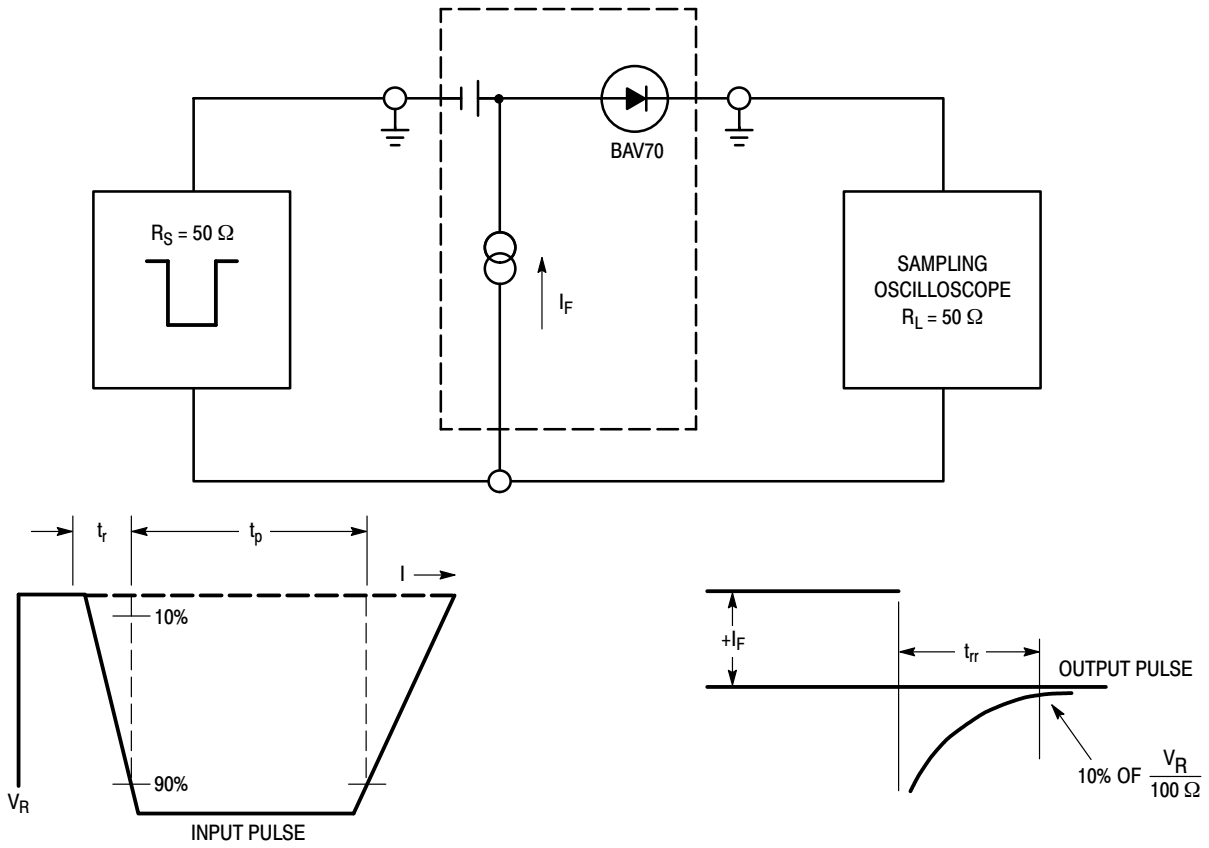 BAV70
R_S = 50 Ω
I_F
SAMPLING
OSCILLOSCOPE
R_L = 50 Ω
t_r
t_p
I
10%
90%
V_R
INPUT PULSE
+I_F
t_rr
OUTPUT PULSE
10% OF V_R / 100 Ω